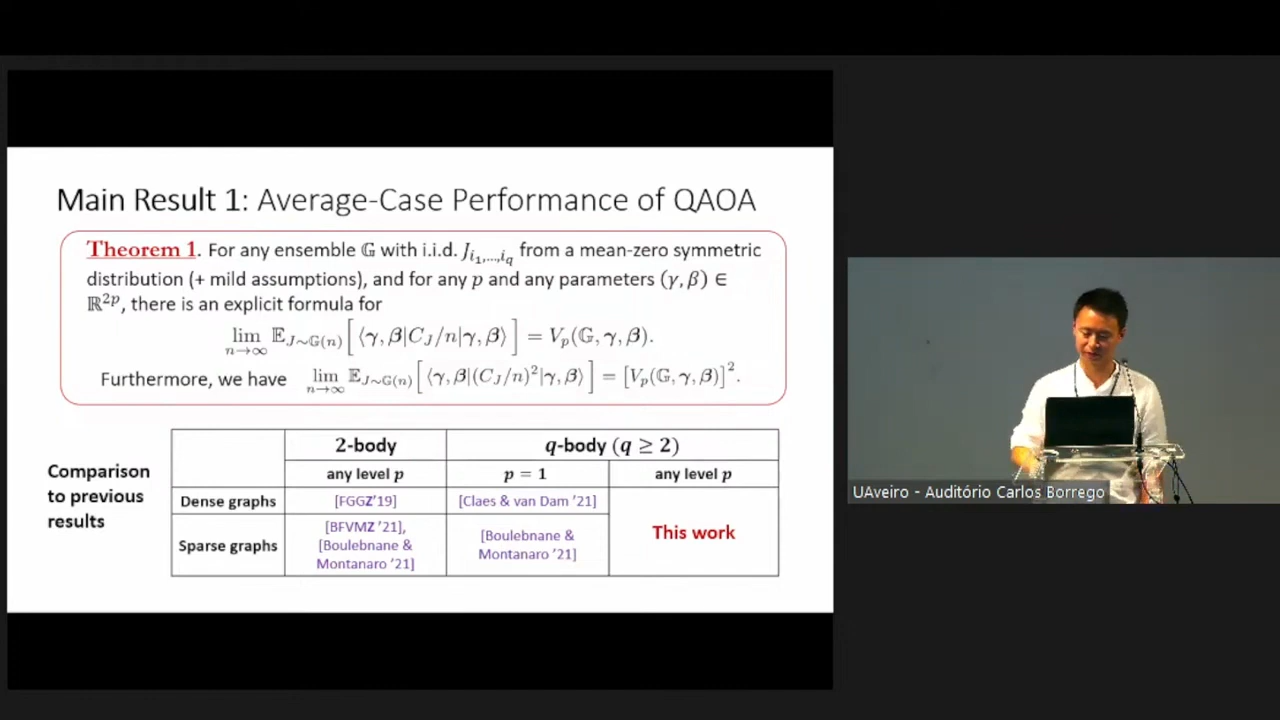 Main Result 1: Average-Case Performance of QAOA
Theorem 1. For any ensemble 𝔾 with i.i.d. J_{i_1,…,i_q} from a mean-zero symmetric
distribution (+ mild assumptions), and for any p and any parameters (γ, β) ∈
ℝ^{2p}, there is an explicit formula for
lim_{n→∞} 𝔼_{J∼𝔾(n)} [⟨γ, β|C_J/n|γ, β⟩] = V_p(𝔾, γ, β).
Furthermore, we have lim_{n→∞} 𝔼_{J∼𝔾(n)} [⟨γ, β|(C_J/n)^2|γ, β⟩] = [V_p(𝔾, γ, β)]^2.
Comparison
to previous
results
2-body
q-body (q ≥ 2)
any level p
p = 1
any level p
Dense graphs
[FGGZ'19]
[Claes & van Dam '21]
Sparse graphs
[BFVMZ '21],
[Boulebnane &
Montanaro '21]
[Boulebnane &
Montanaro '21]
This work
UAveiro - Auditório Carlos Borrego